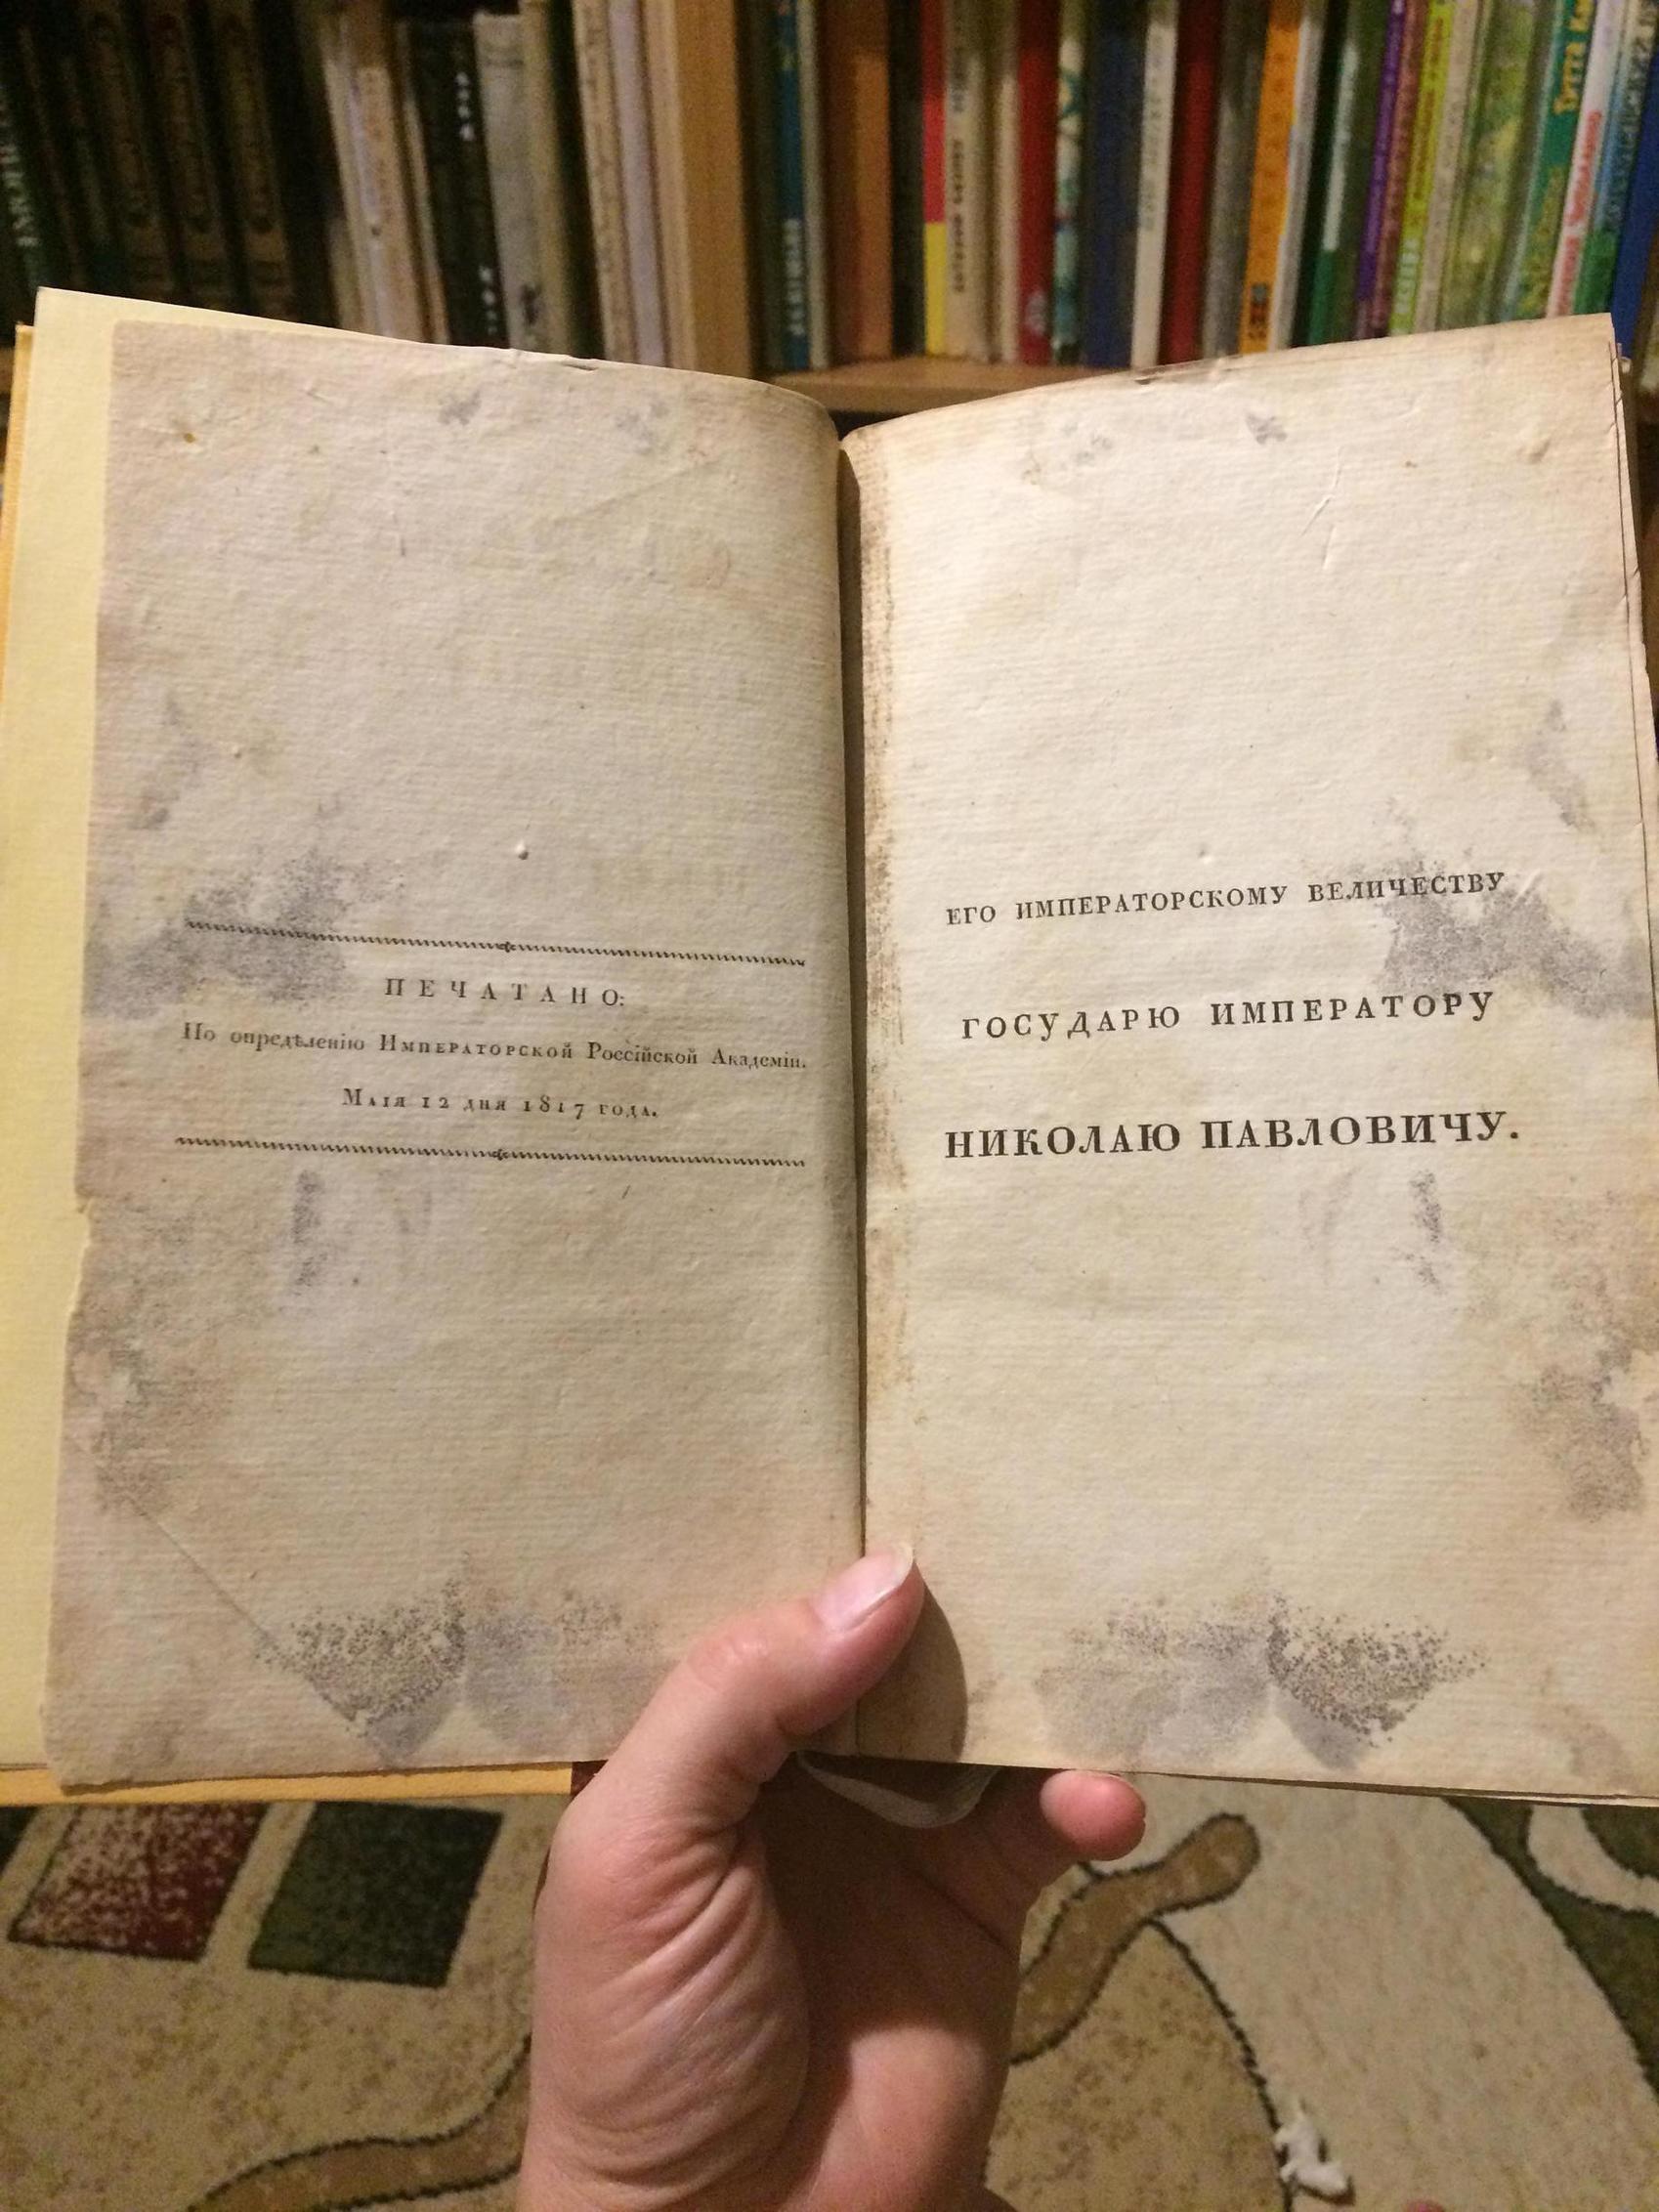 ПЕЧАТАНО:
По опредѣленію Императорской Россійской Академіи.
Маія 12 дня 1817 года.
ЕГО ИМПЕРАТОРСКОМУ ВЕЛИЧЕСТВУ
ГОСУДАРЮ ИМПЕРАТОРУ
НИКОЛАЮ ПАВЛОВИЧУ.